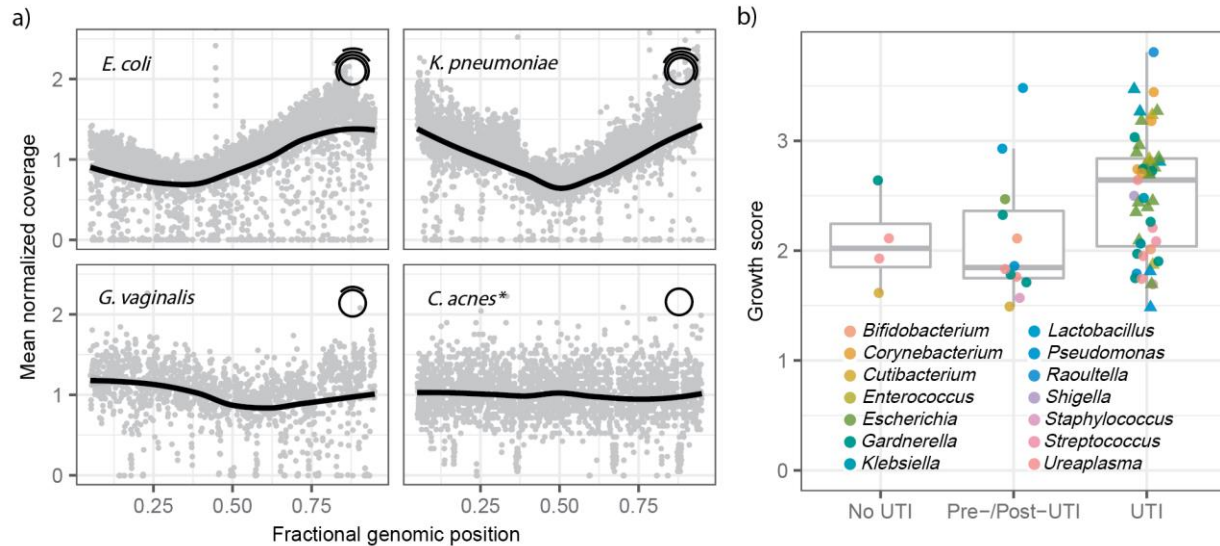 a)
Mean normalized coverage
E. coli
K. pneumoniae
2
1
0
G. vaginalis
C. acnes*
2
1
0
0.25 0.50 0.75 0.25 0.50 0.75
Fractional genomic position
b)
Growth score
3
2
1
0
Bifidobacterium
Corynebacterium
Cutibacterium
Enterococcus
Escherichia
Gardnerella
Klebsiella
Lactobacillus
Pseudomonas
Raoultella
Shigella
Staphylococcus
Streptococcus
Ureaplasma
No UTI Pre-/Post-UTI UTI